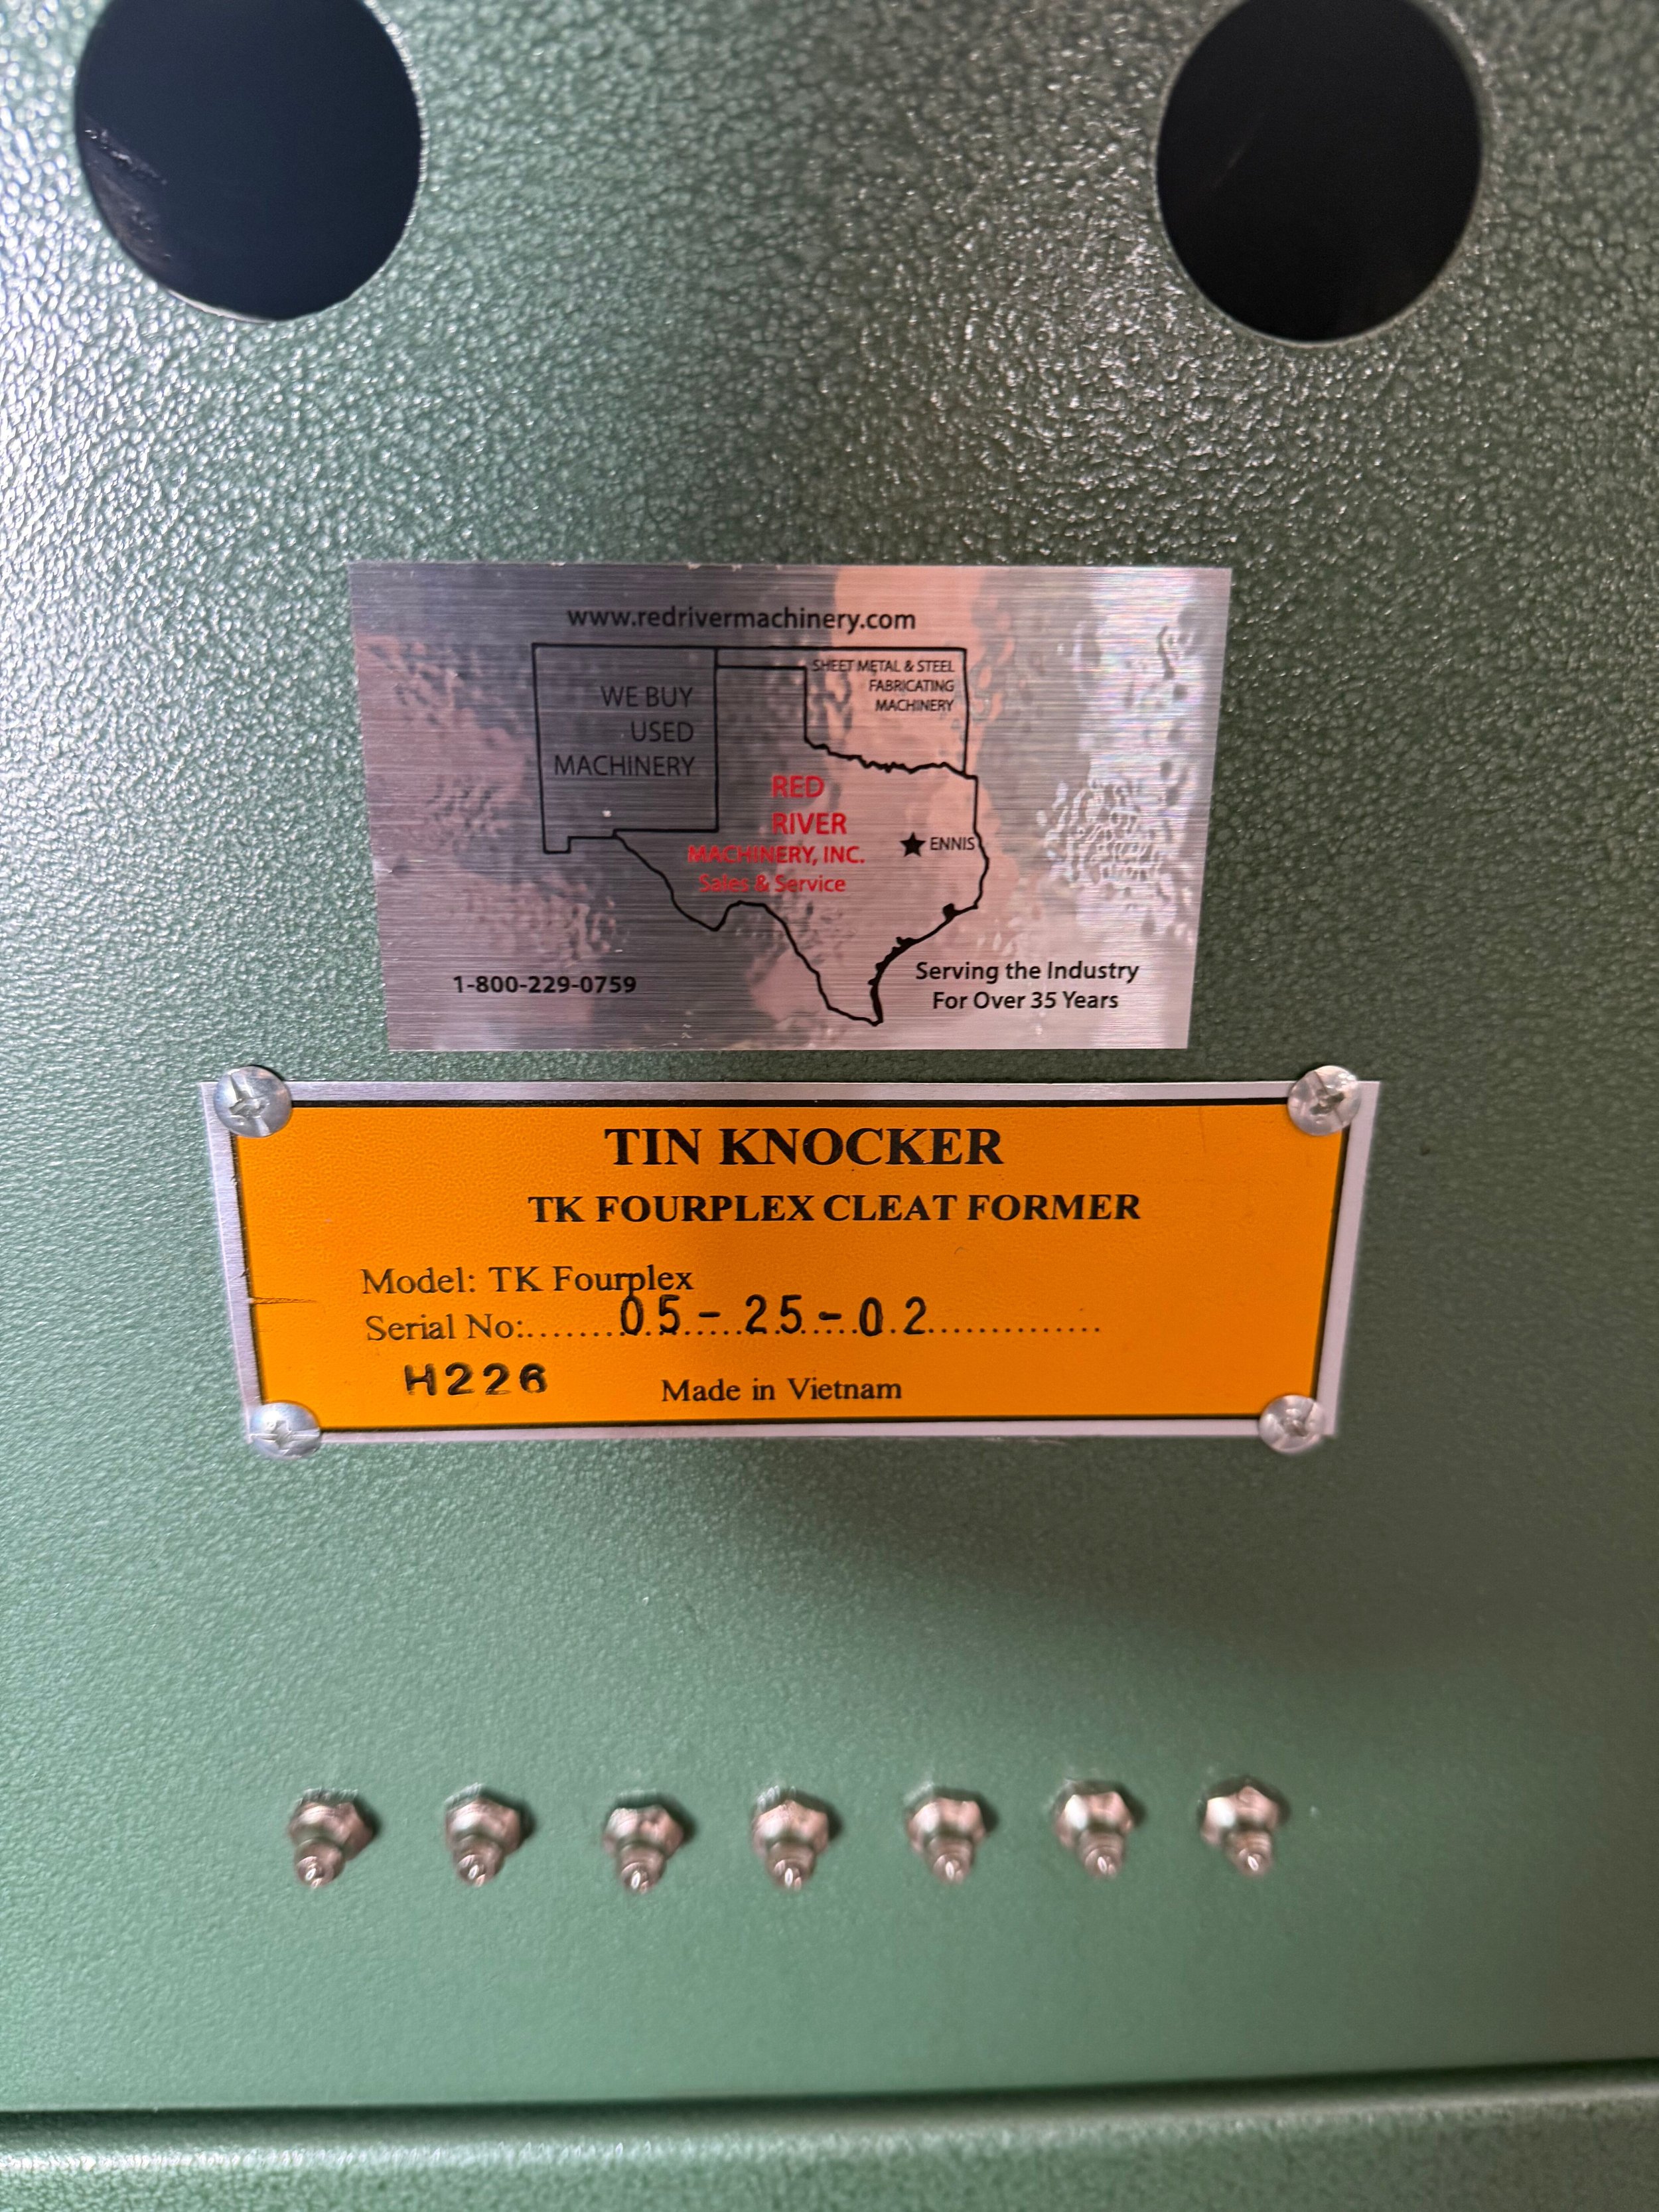 www.redrivermachinery.com
SHEET METAL & STEEL
FABRICATING
MACHINERY
WE BUY
USED
MACHINERY
RED
RIVER
MACHINERY, INC.
Sales & Service
ENNIS
1-800-229-0759
Serving the Industry
For Over 35 Years
TIN KNOCKER
TK FOURPLEX CLEAT FORMER
Model: TK Fourplex
Serial No:.......05-25-02..............
H226
Made in Vietnam